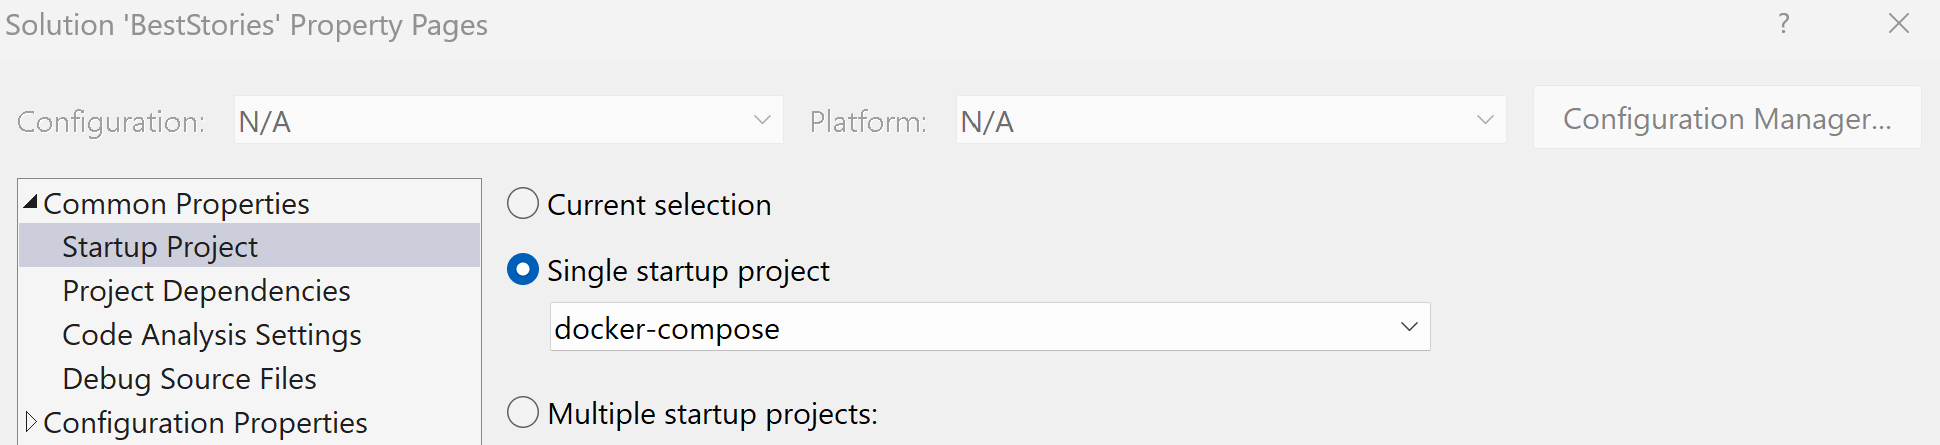 Solution 'BestStories' Property Pages
?
Configuration: N/A Platform: N/A Configuration Manager...
Common Properties
Startup Project
Project Dependencies
Code Analysis Settings
Debug Source Files
Configuration Properties
Current selection
Single startup project
docker-compose
Multiple startup projects: